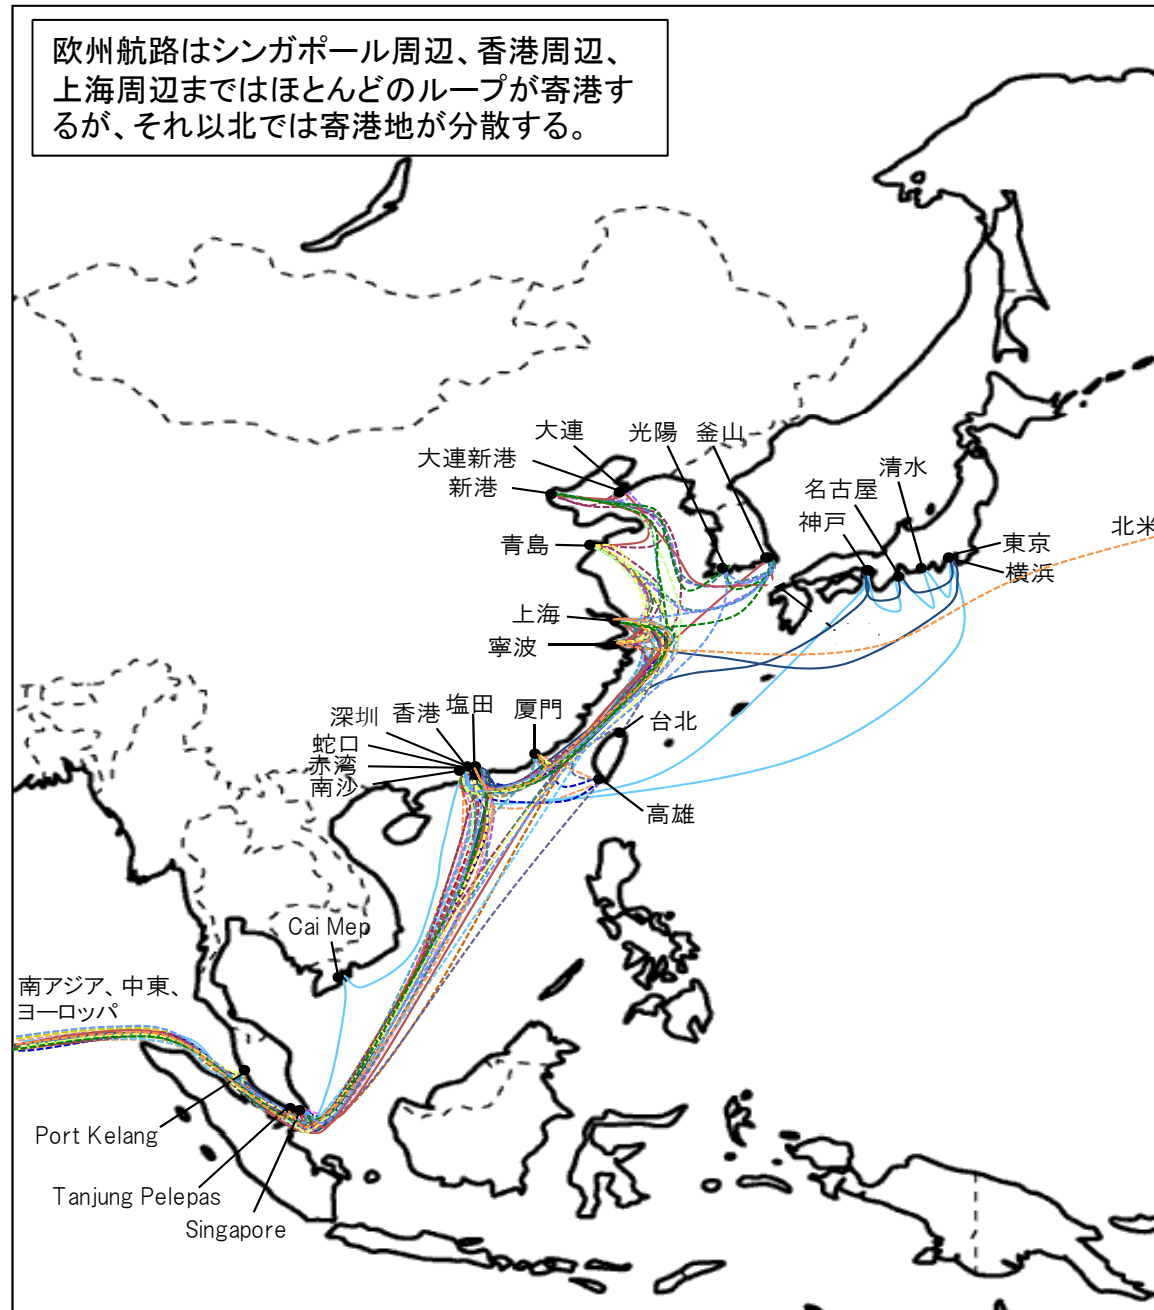 欧州航路はシンガポール周辺、香港周辺、
上海周辺まではほとんどのループが寄港す
るが、それ以北では寄港地が分散する。
大連
光陽
釜山
大連新港
新港
清水
名古屋
神戸
北米
青島
東京
横浜
上海
寧波
塩田
厦門
香港
深圳
台北
蛇口
赤湾
南沙
高雄
Cai Mep
南アジア、中東、
ヨーロッパ
Port Kelang
Tanjung Pelepas
Singapore